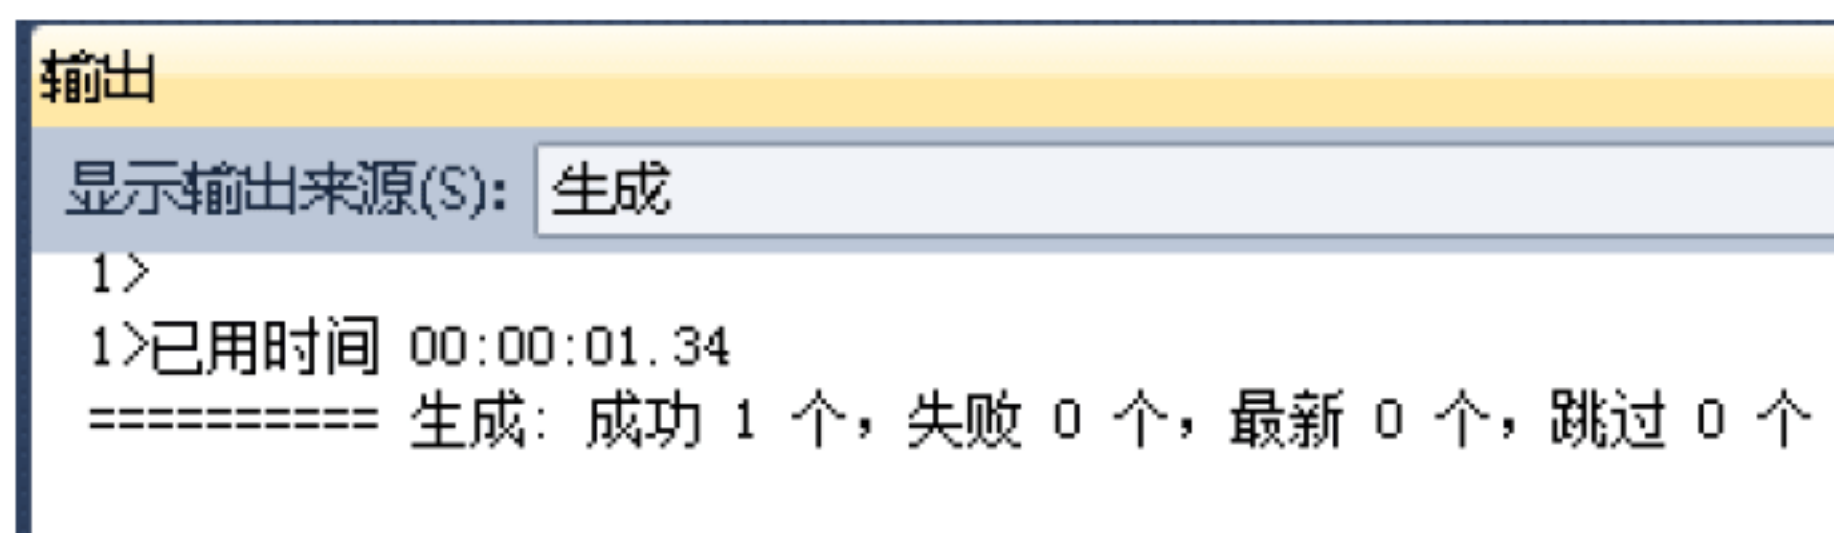 输出
显示输出来源(S): 生成
1>
1>已用时间 00:00:01.34
========== 生成: 成功 1 个，失败 0 个，最新 0 个，跳过 0 个